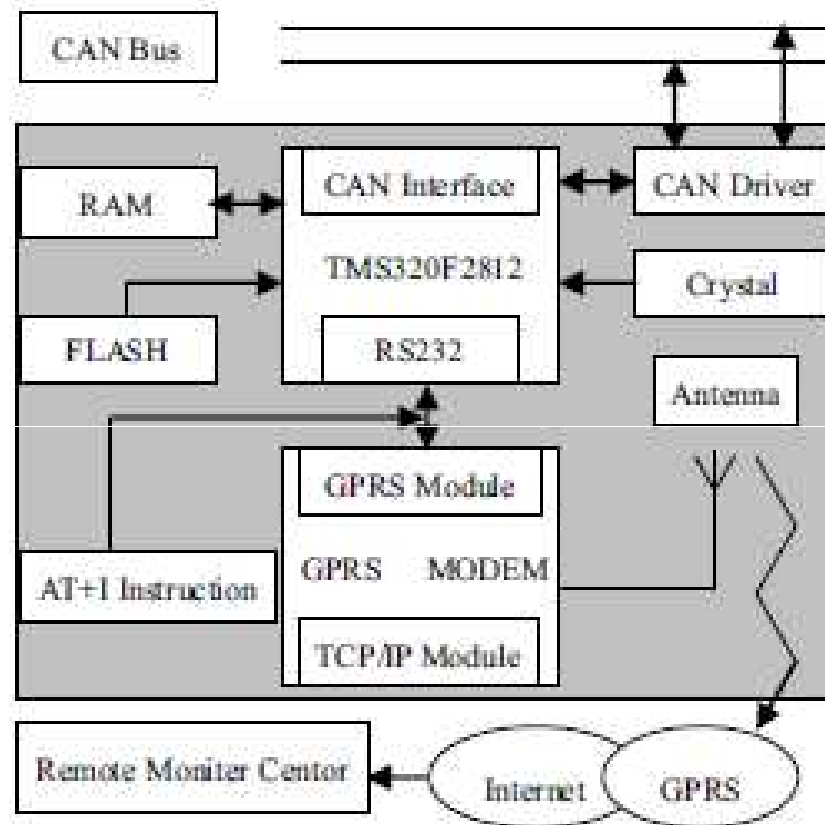 CAN Bus
RAM
CAN Interface
CAN Driver
TMS320F2812
Crystal
FLASH
RS232
Antenna
GPRS Module
AT+I Instruction
GPRS MODEM
TCP/IP Module
Remote Moniter Centor
Internet
GPRS